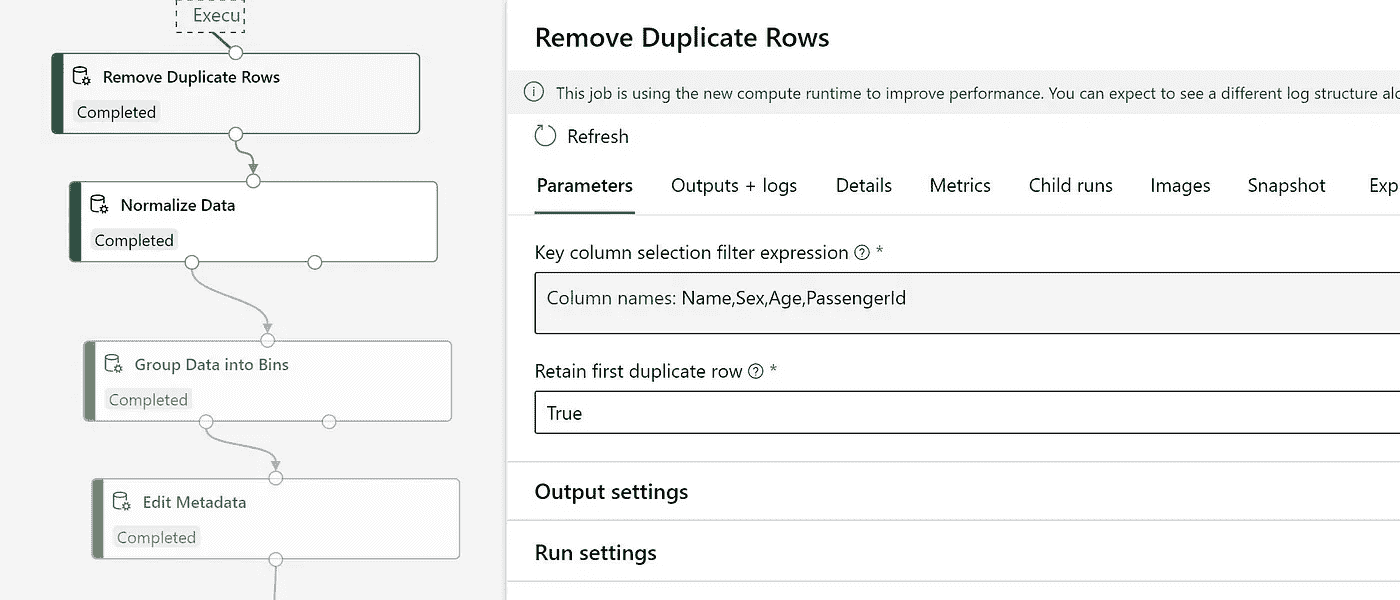 Execu
Remove Duplicate Rows
Completed
Normalize Data
Completed
Group Data into Bins
Completed
Edit Metadata
Completed
Remove Duplicate Rows
This job is using the new compute runtime to improve performance. You can expect to see a different log structure alo
Refresh
Parameters Outputs + logs Details Metrics Child runs Images Snapshot Exp
Key column selection filter expression ? *
Column names: Name,Sex,Age,PassengerId
Retain first duplicate row ? *
True
Output settings
Run settings